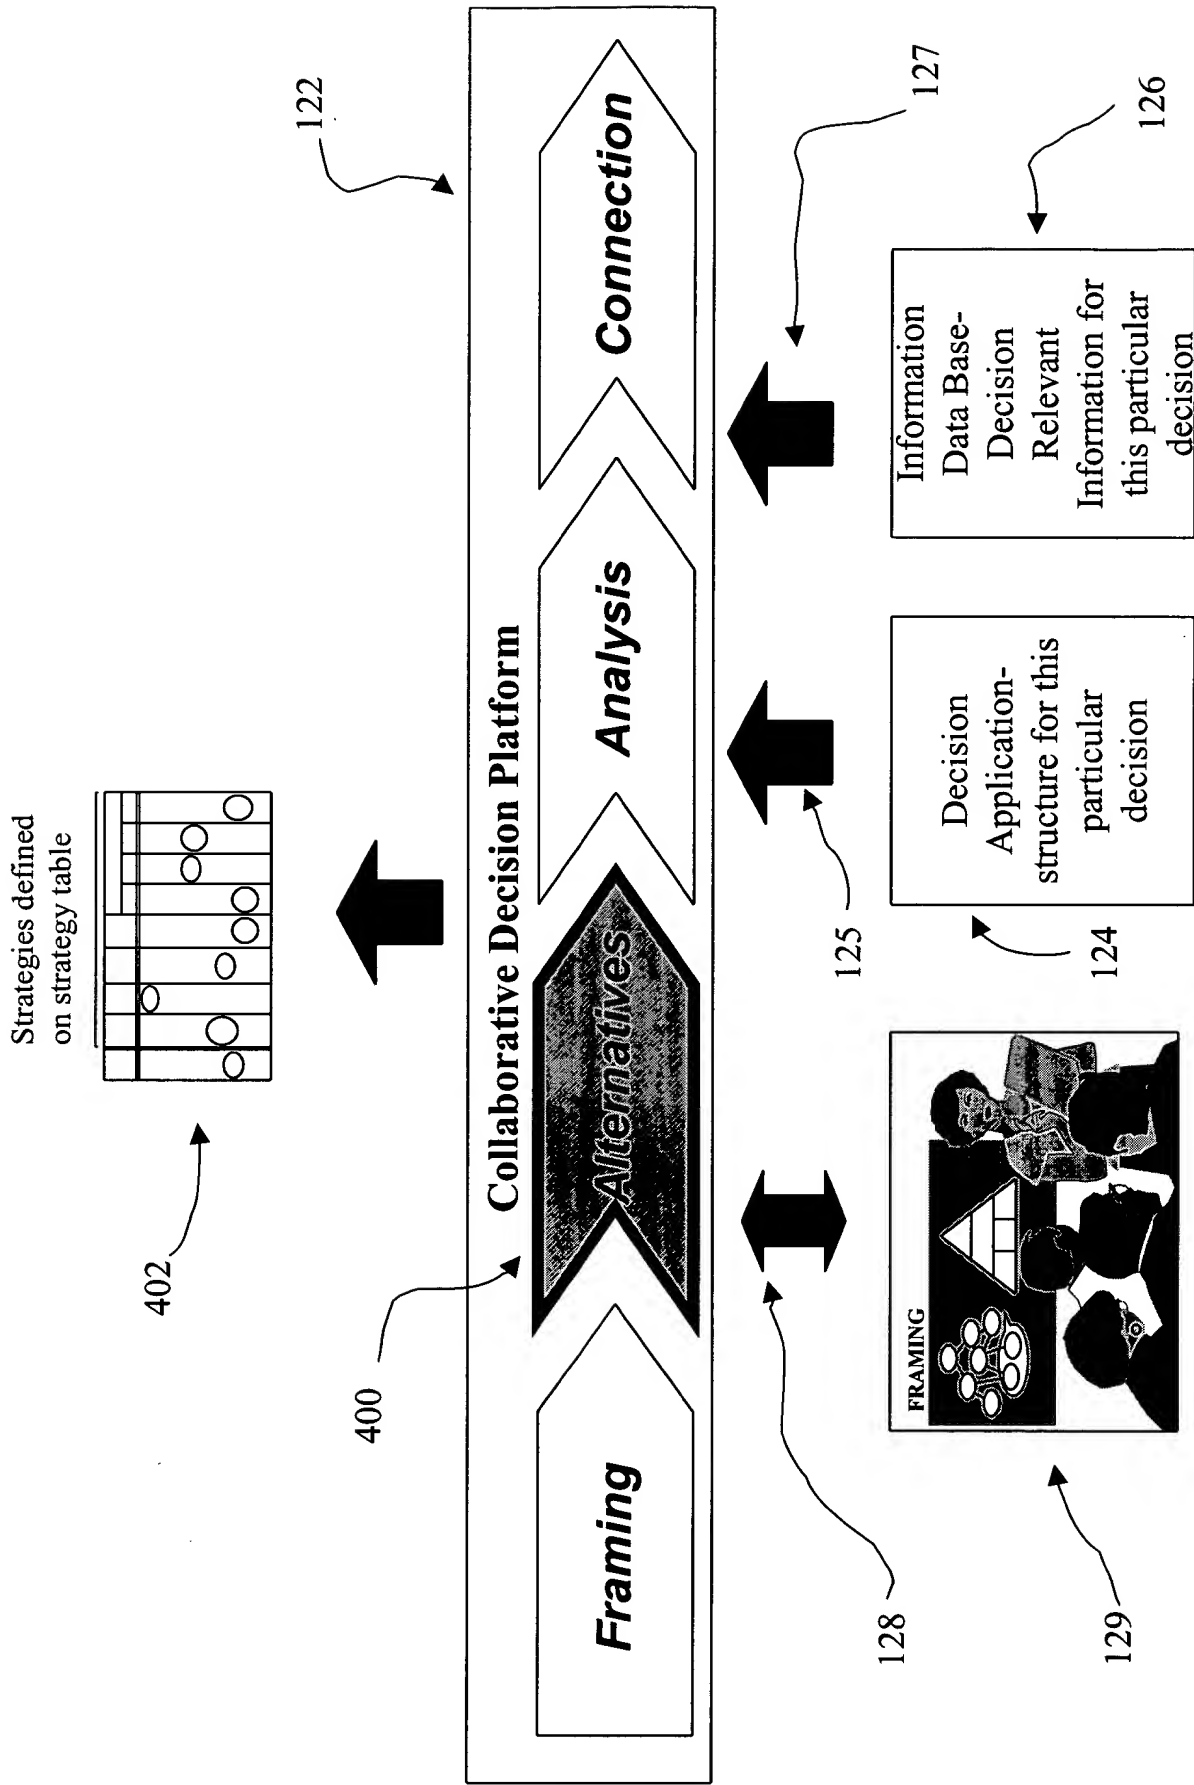 Strategies defined
on strategy table
402
122
400
Collaborative Decision Platform
Framing
Alternatives
Analysis
Connection
128
125
127
FRAMING
129
Decision
Application-
structure for this
particular
decision
124
Information
Data Base-
Decision
Relevant
Information for
this particular
decision
126